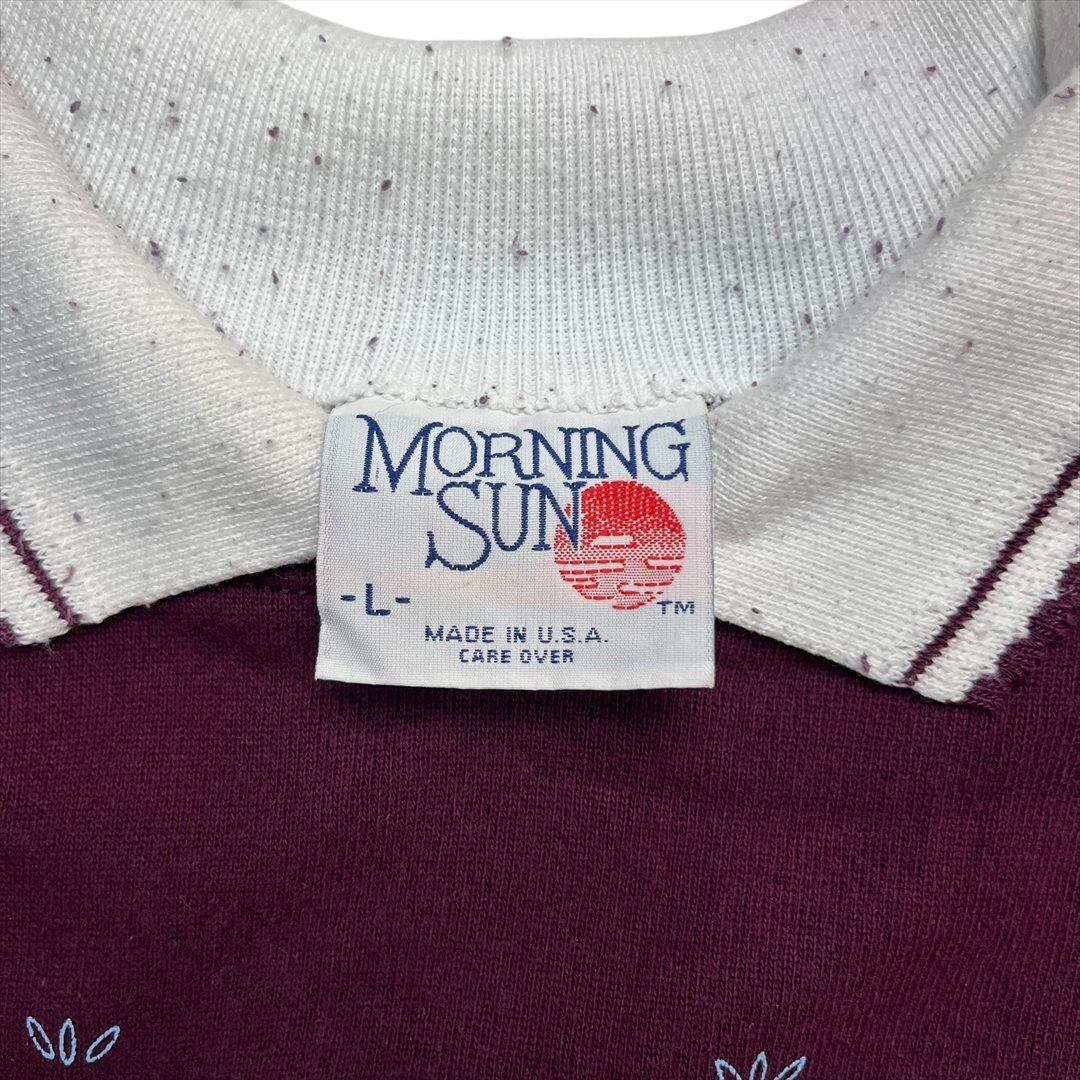 MORNING
SUN
-L- TM
MADE IN U.S.A.
CARE OVER